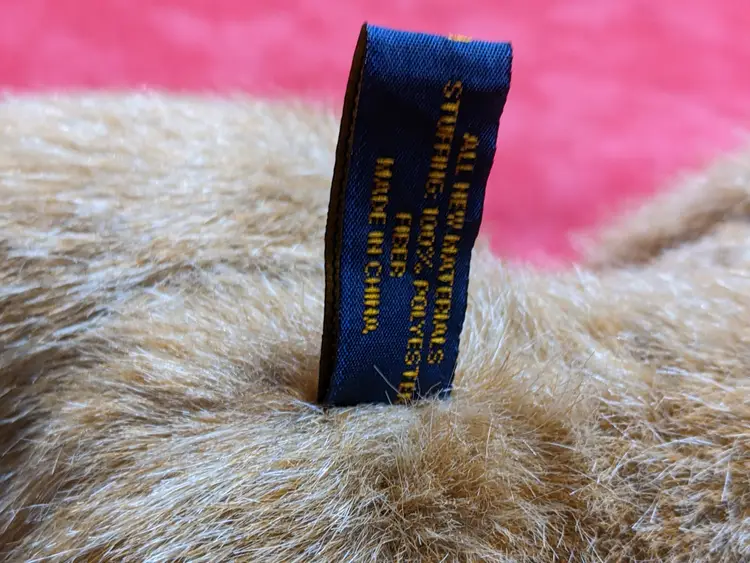 ALL NEW MATERIALS
STUFFING: 100% POLYESTER
FIBER
MADE IN CHINA